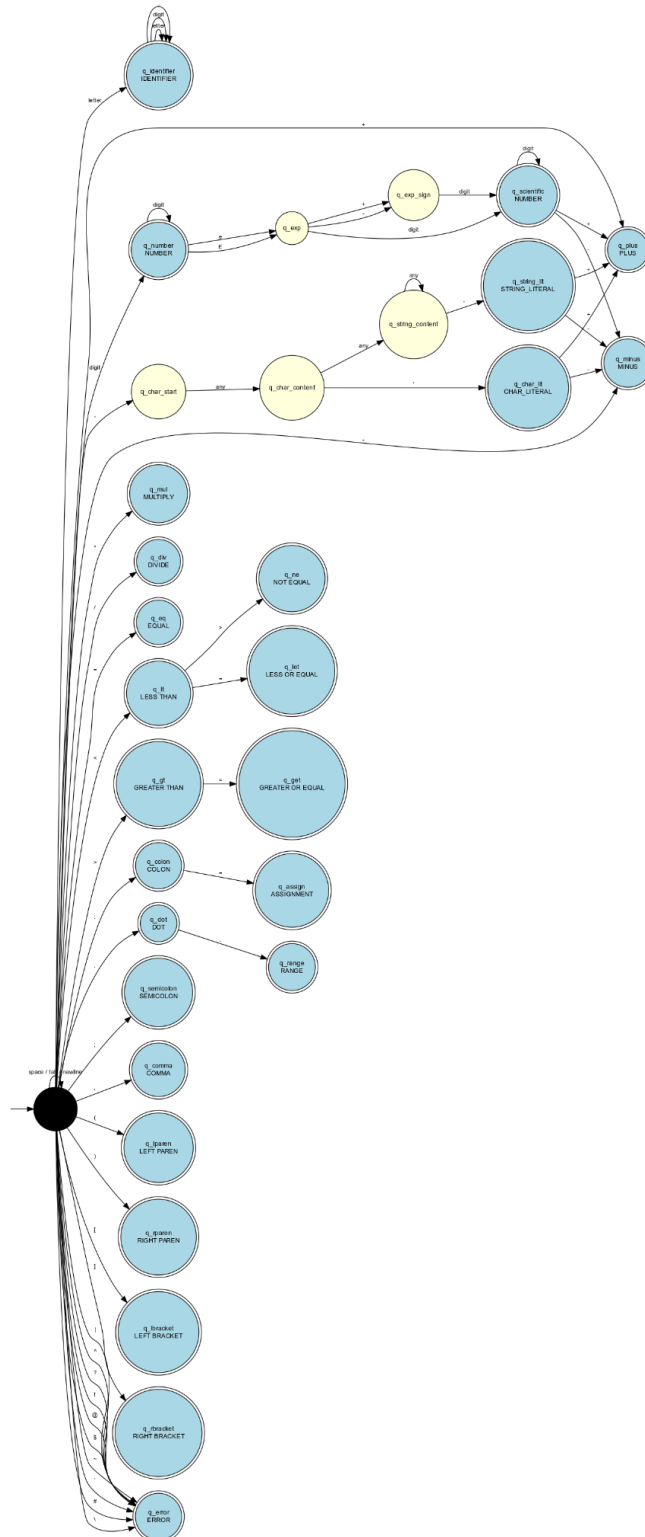 digit
letter
q_identifier
IDENTIFIER
letter
+
digit
q_scientific
NUMBER
q_exp_sign
digit
digit
q_number
NUMBER
E
q_exp
+
-
digit
+
q_plus
PLUS
any
q_string_content
q_string_lit
STRING_LITERAL
+
any
q_minus
MINUS
digit
q_char_start
any
q_char_content
q_char_lit
CHAR_LITERAL
-
q_mul
MULTIPLY
/
q_div
DIVIDE
q_ne
NOT EQUAL
q_eq
EQUAL
=
>
q_lt
LESS THAN
=
q_let
LESS OR EQUAL
<
q_gt
GREATER THAN
=
q_get
GREATER OR EQUAL
>
q_colon
COLON
=
q_assign
ASSIGNMENT
:
q_dot
DOT
.
q_range
RANGE
q_semicolon
SEMICOLON
;
space / tab / newline
q_comma
COMMA
,
(
q_lparen
LEFT PAREN
)
q_rparen
RIGHT PAREN
[
]
q_lbracket
LEFT BRACKET
^
?
!
@
$
~
q_rbracket
RIGHT BRACKET
#
\
q_error
ERROR